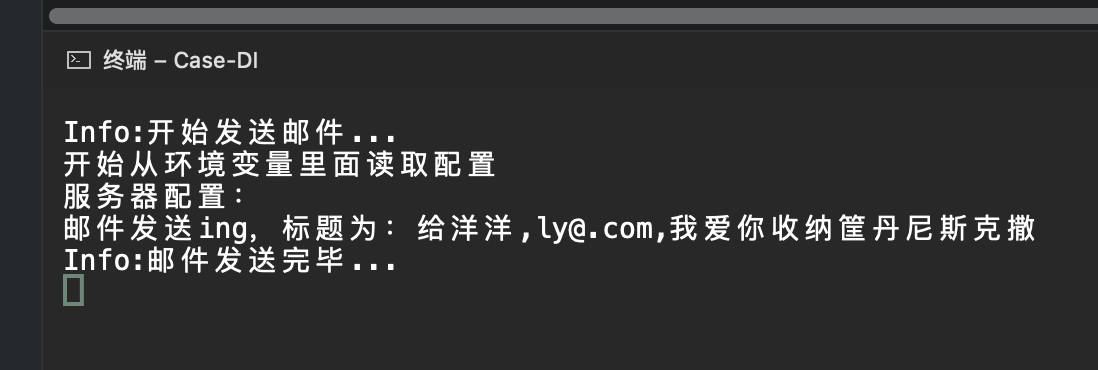 终端 – Case-DI
Info:开始发送邮件...
开始从环境变量里面读取配置
服务器配置：
邮件发送ing，标题为：给洋洋,ly@.com,我爱你收纳筐丹尼斯克撒
Info:邮件发送完毕...